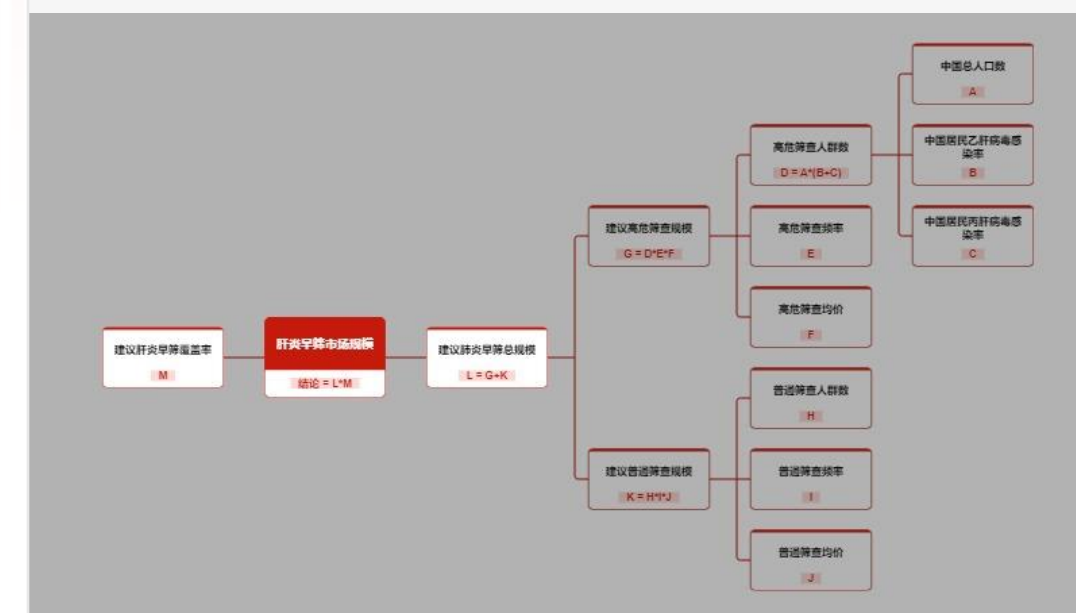 中国总人口数
A
高危筛查人群数
D = A*(B+C)
中国居民乙肝病毒感
染率
B
建议高危筛查规模
G = D*E*F
高危筛查频率
E
中国居民丙肝病毒感
染率
C
高危筛查均价
F
建议肝炎早筛覆盖率
M
肝炎早筛市场规模
结论 = L*M
建议肺炎早筛总规模
L = G+K
普通筛查人群数
H
建议普通筛查规模
K = H*I*J
普通筛查频率
I
普通筛查均价
J